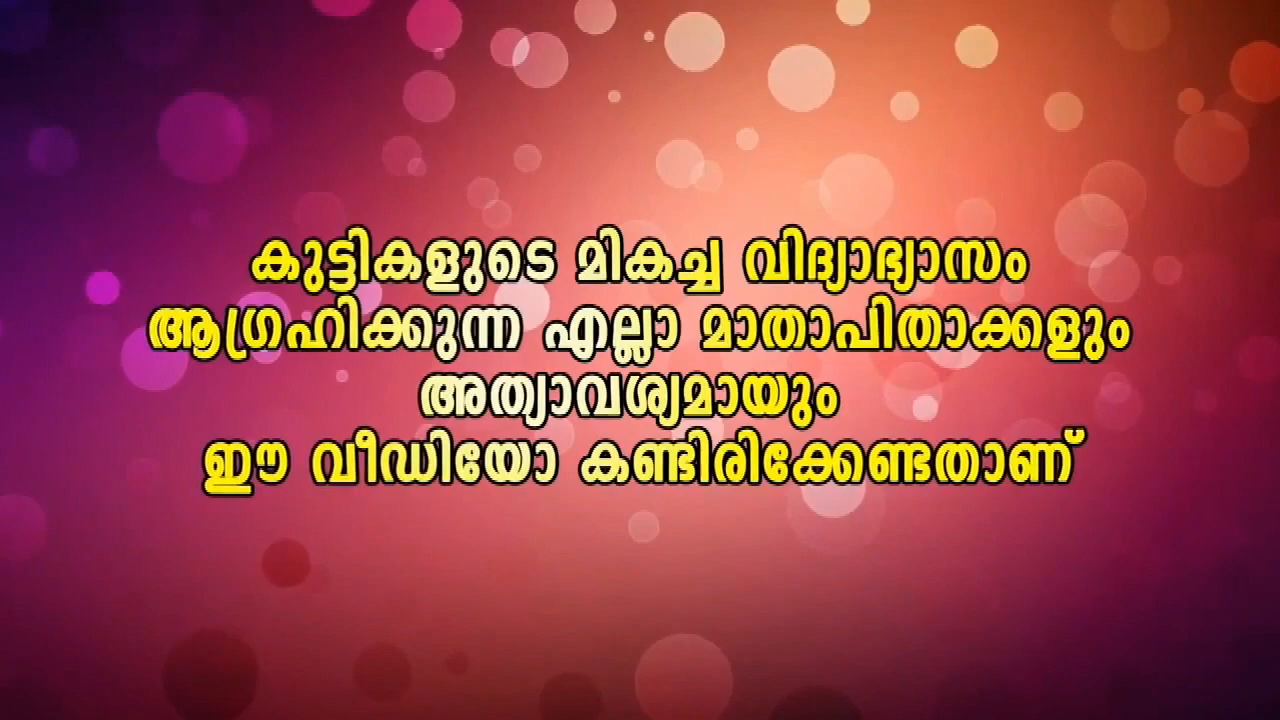 കുട്ടികളുടെ മികച്ച വിദ്യാഭ്യാസം
ആഗ്രഹിക്കുന്ന എല്ലാ മാതാപിതാക്കളും
അത്യാവശ്യമായും
ഈ വീഡിയോ കണ്ടിരിക്കേണ്ടതാണ്